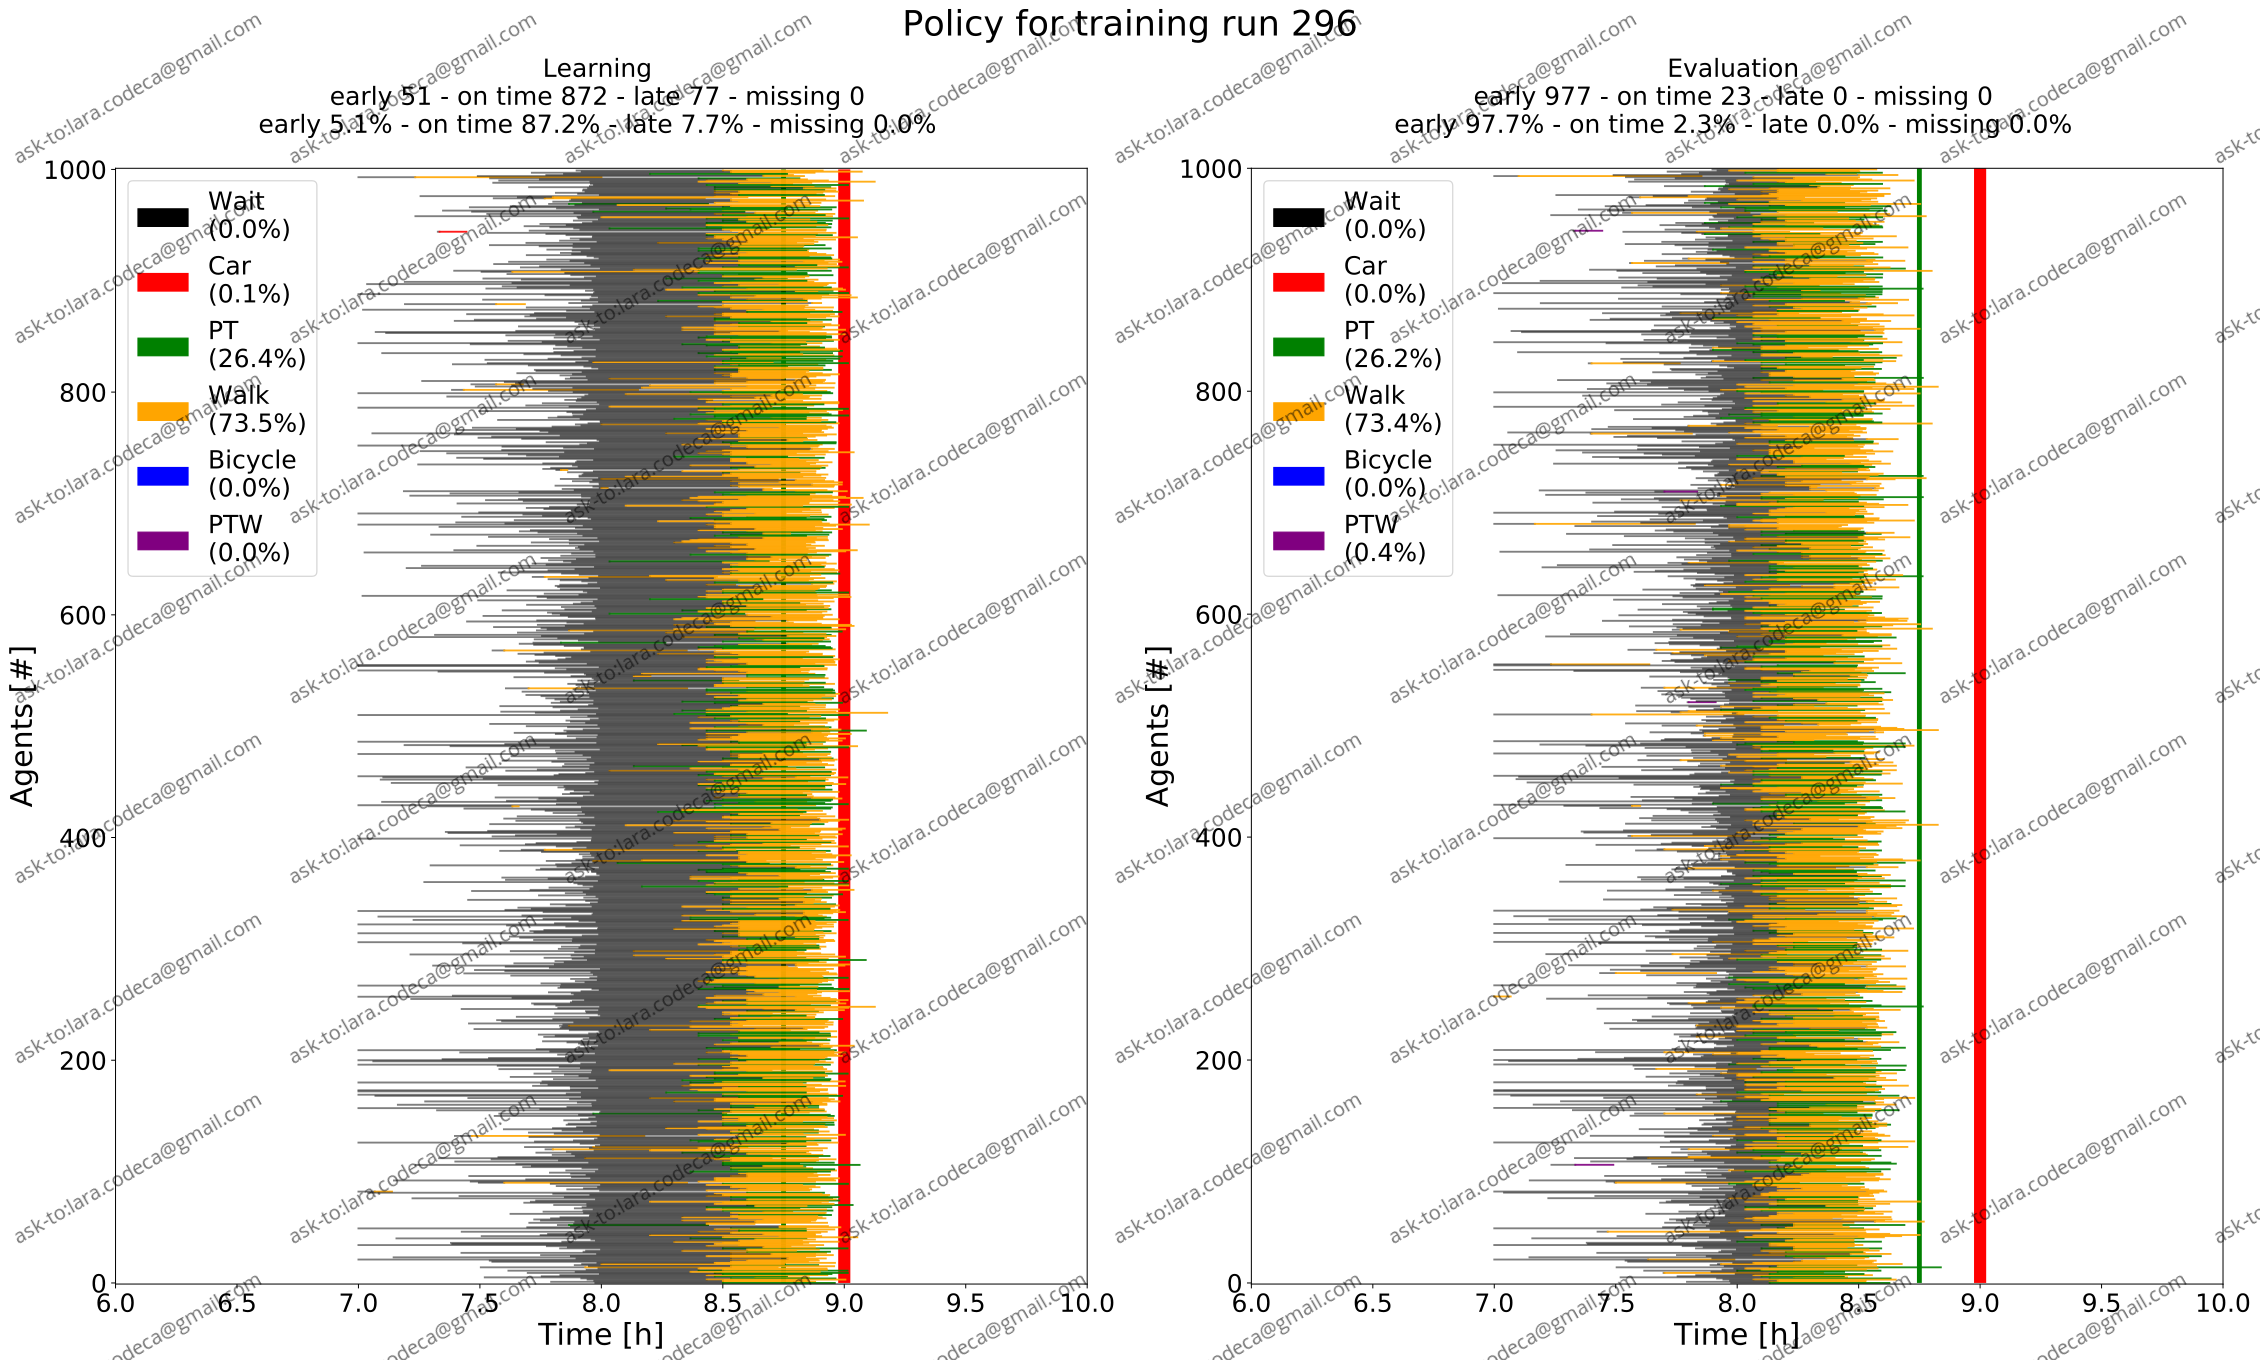 Policy for training run 296
Learning
early 51 - on time 872 - late 77 - missing 0
early 5.1% - on time 87.2% - late 7.7% - missing 0.0%
1000
800
600
400
200
0
Agents [#]
Wait
(0.0%)
Car
(0.1%)
PT
(26.4%)
Walk
(73.5%)
Bicycle
(0.0%)
PTW
(0.0%)
6.0 6.5 7.0 7.5 8.0 8.5 9.0 9.5 10.0
Time [h]
Evaluation
early 977 - on time 23 - late 0 - missing 0
early 97.7% - on time 2.3% - late 0.0% - missing 0.0%
1000
800
600
400
200
0
Agents [#]
Wait
(0.0%)
Car
(0.0%)
PT
(26.2%)
Walk
(73.4%)
Bicycle
(0.0%)
PTW
(0.4%)
6.0 6.5 7.0 7.5 8.0 8.5 9.0 9.5 10.0
Time [h]
ask-to:lara.codeca@gmail.com